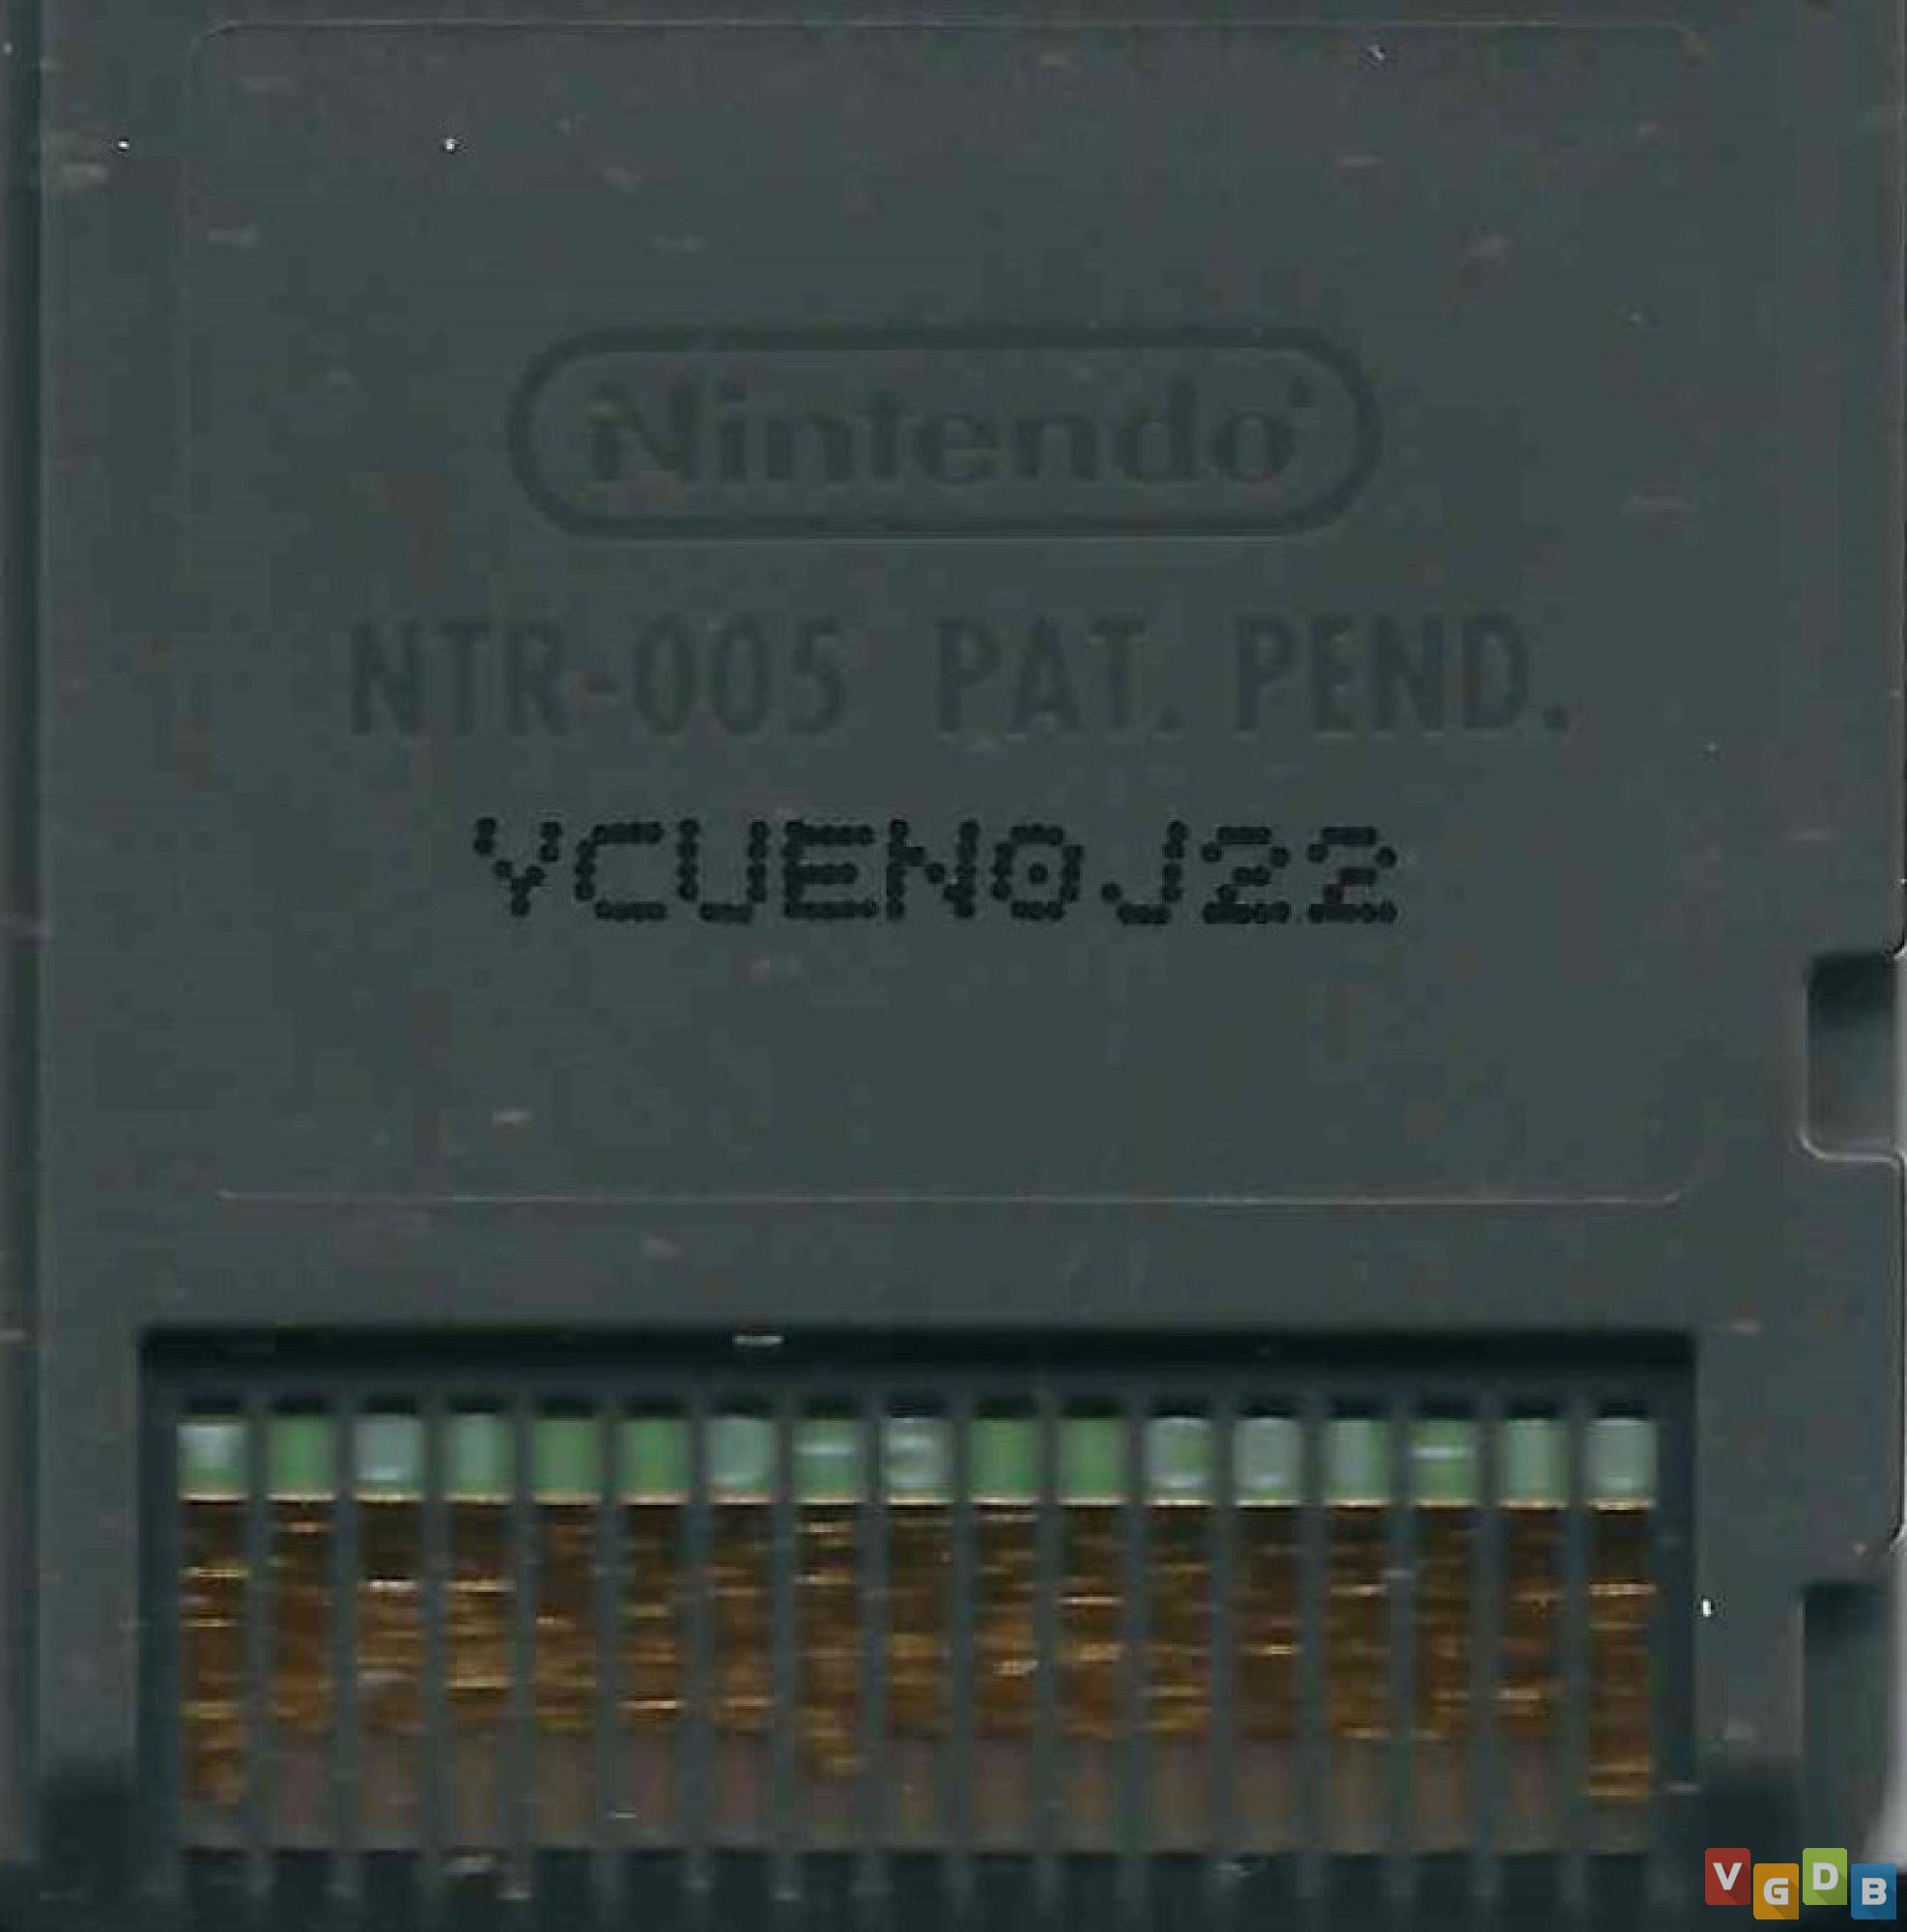 Nintendo®
NTR-005 PAT. PEND.
YCUEN0J22
VGDB